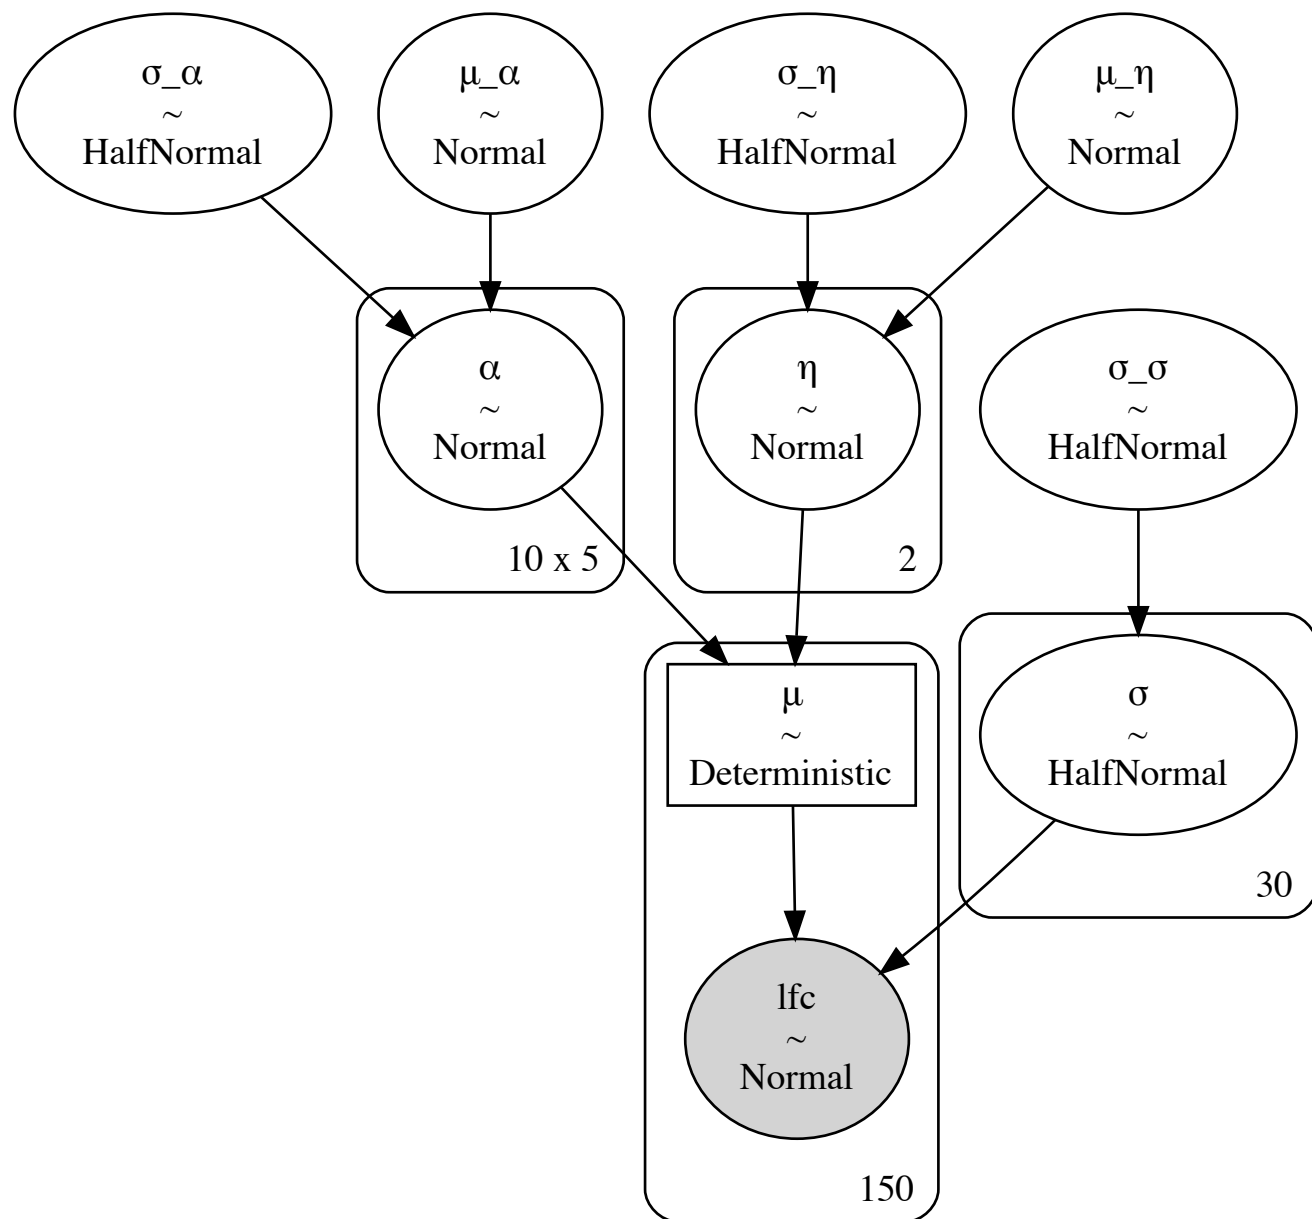 σ_α
~
HalfNormal
μ_α
~
Normal
σ_η
~
HalfNormal
μ_η
~
Normal
α
~
Normal
10 x 5
η
~
Normal
2
σ_σ
~
HalfNormal
μ
~
Deterministic
σ
~
HalfNormal
30
lfc
~
Normal
150